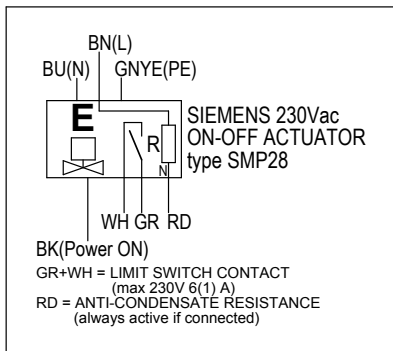 BN(L)
BU(N) GNYE(PE)
E
R
N
SIEMENS 230Vac
ON-OFF ACTUATOR
type SMP28
WH GR RD
BK(Power ON)
GR+WH = LIMIT SWITCH CONTACT
(max 230V 6(1) A)
RD = ANTI-CONDENSATE RESISTANCE
(always active if connected)